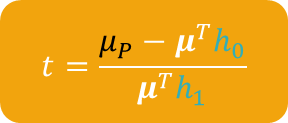 t = (μ_P − μ^T h_0) / (μ^T h_1)